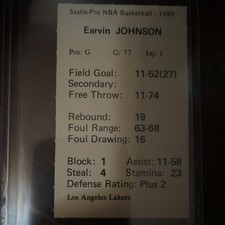 Statis-Pro NBA Basketball - 1986
Earvin JOHNSON
Pos: G G: 77 Inj: 1
Field Goal: 11-52(27)
Secondary:
Free Throw: 11-74
Rebound: 19
Foul Range: 63-68
Foul Drawing: 16
Block: 1 Assist: 11-58
Steal: 4 Stamina: 23
Defense Rating: Plus 2
Los Angeles Lakers